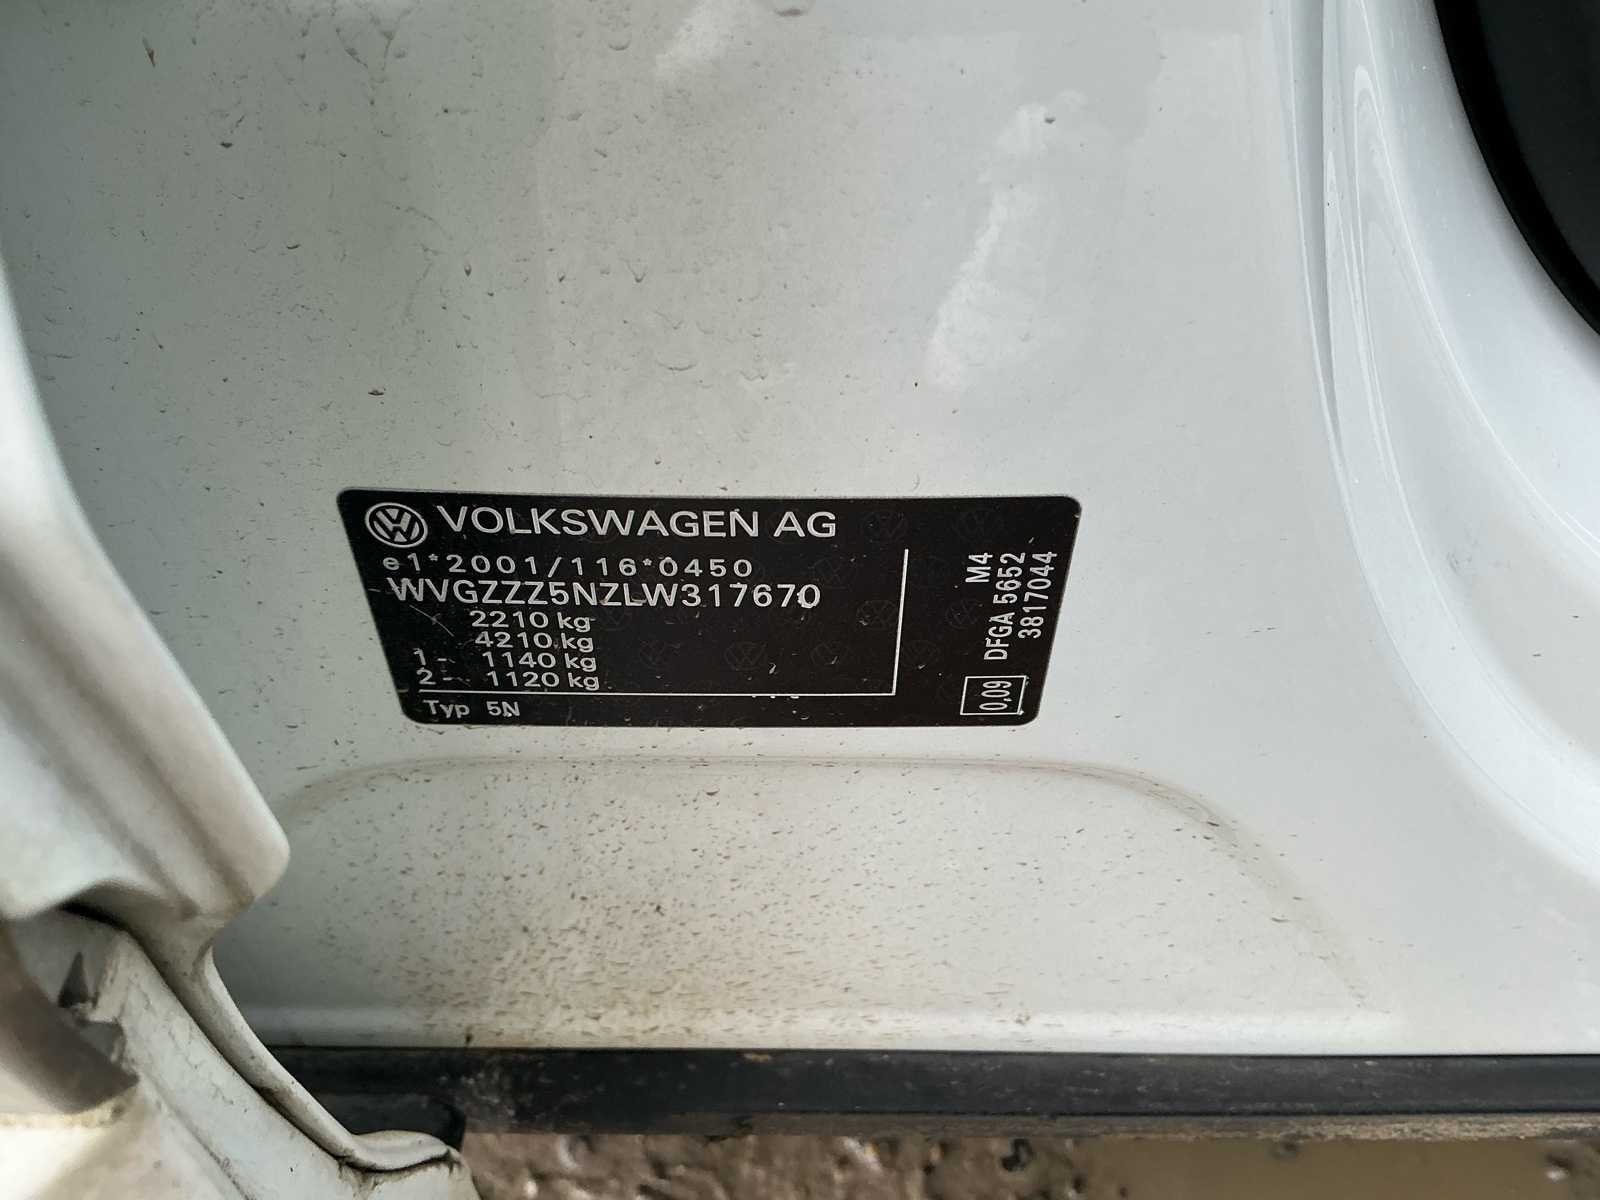 VOLKSWAGEN AG
e1*2001/116*0450
WVGZZZ5NZLW317670
2210 kg
4210 kg
1- 1140 kg
2- 1120 kg
Typ 5N
M4
DFGA 5652
3817044
0,09